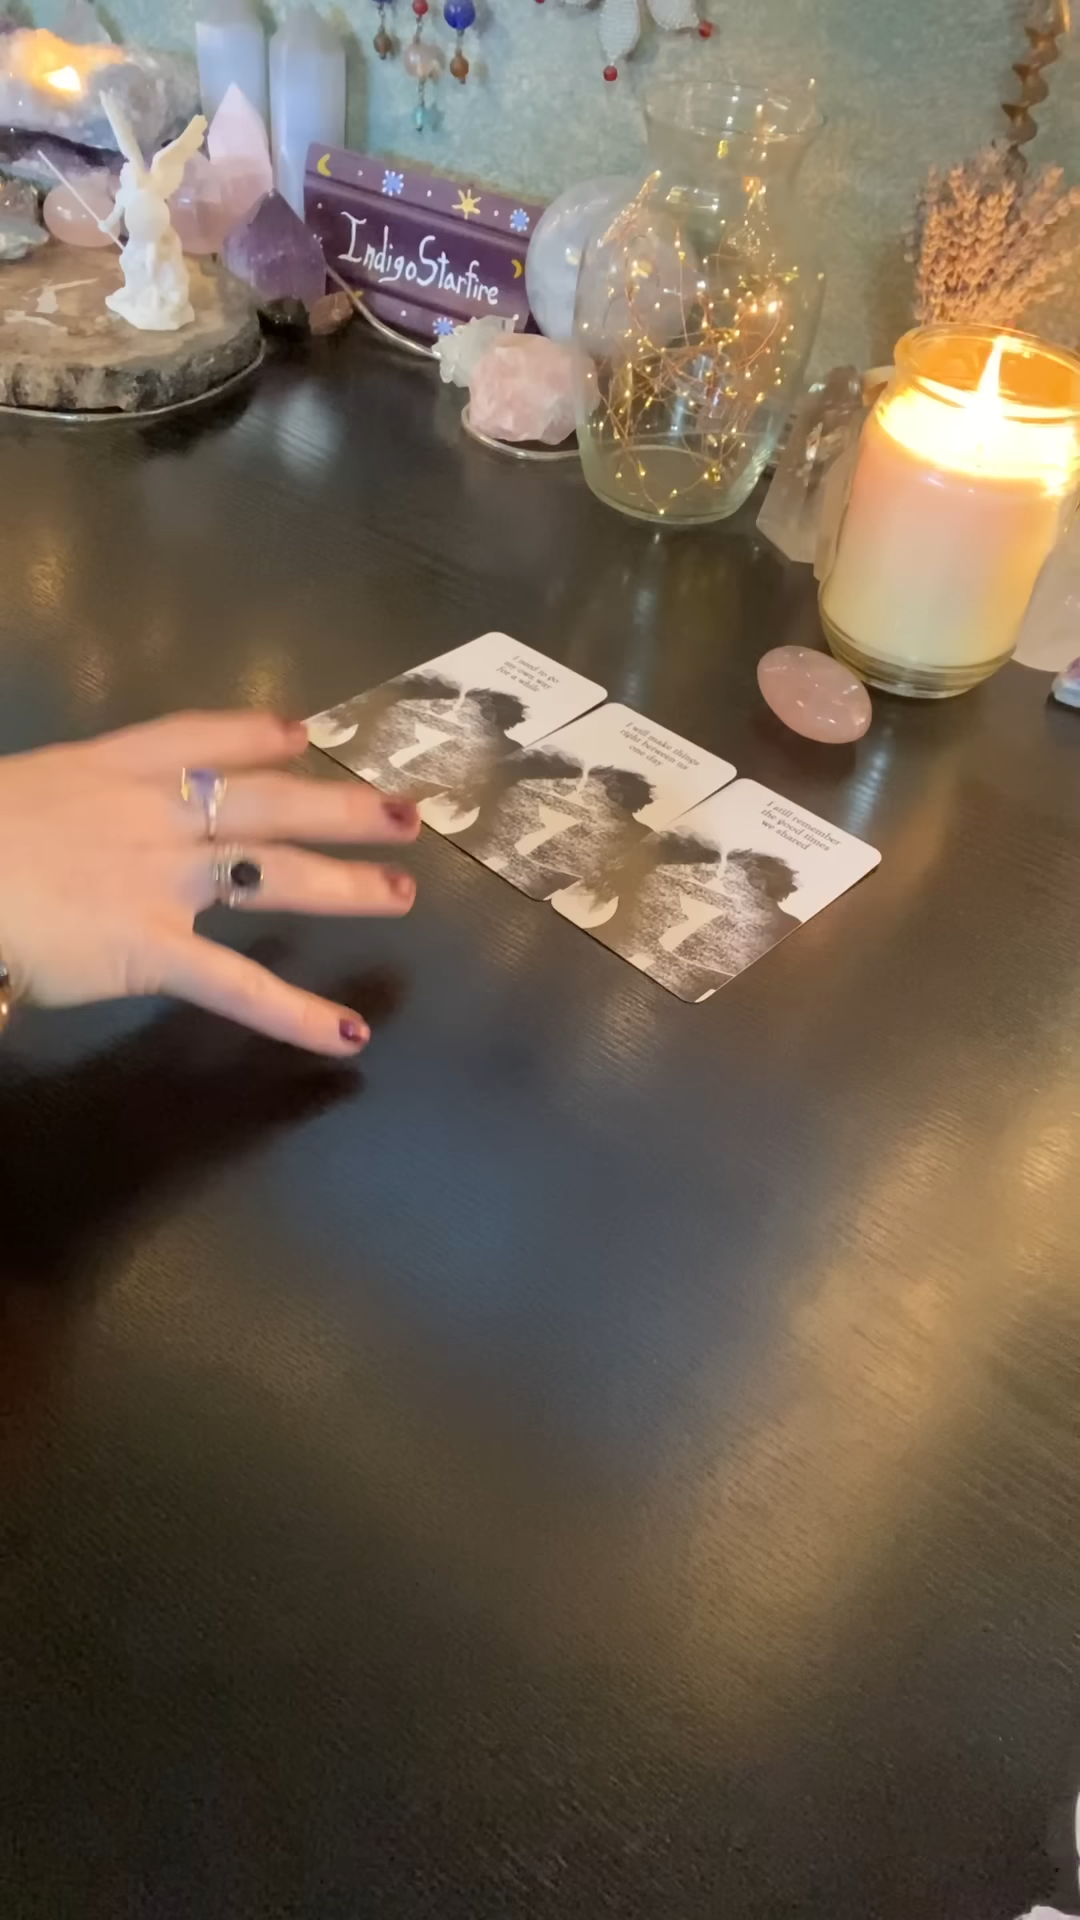 IndigoStarfire
I need to go
my own way
for a while
I will make things
right between us
one day
I still remember
the good times
we shared